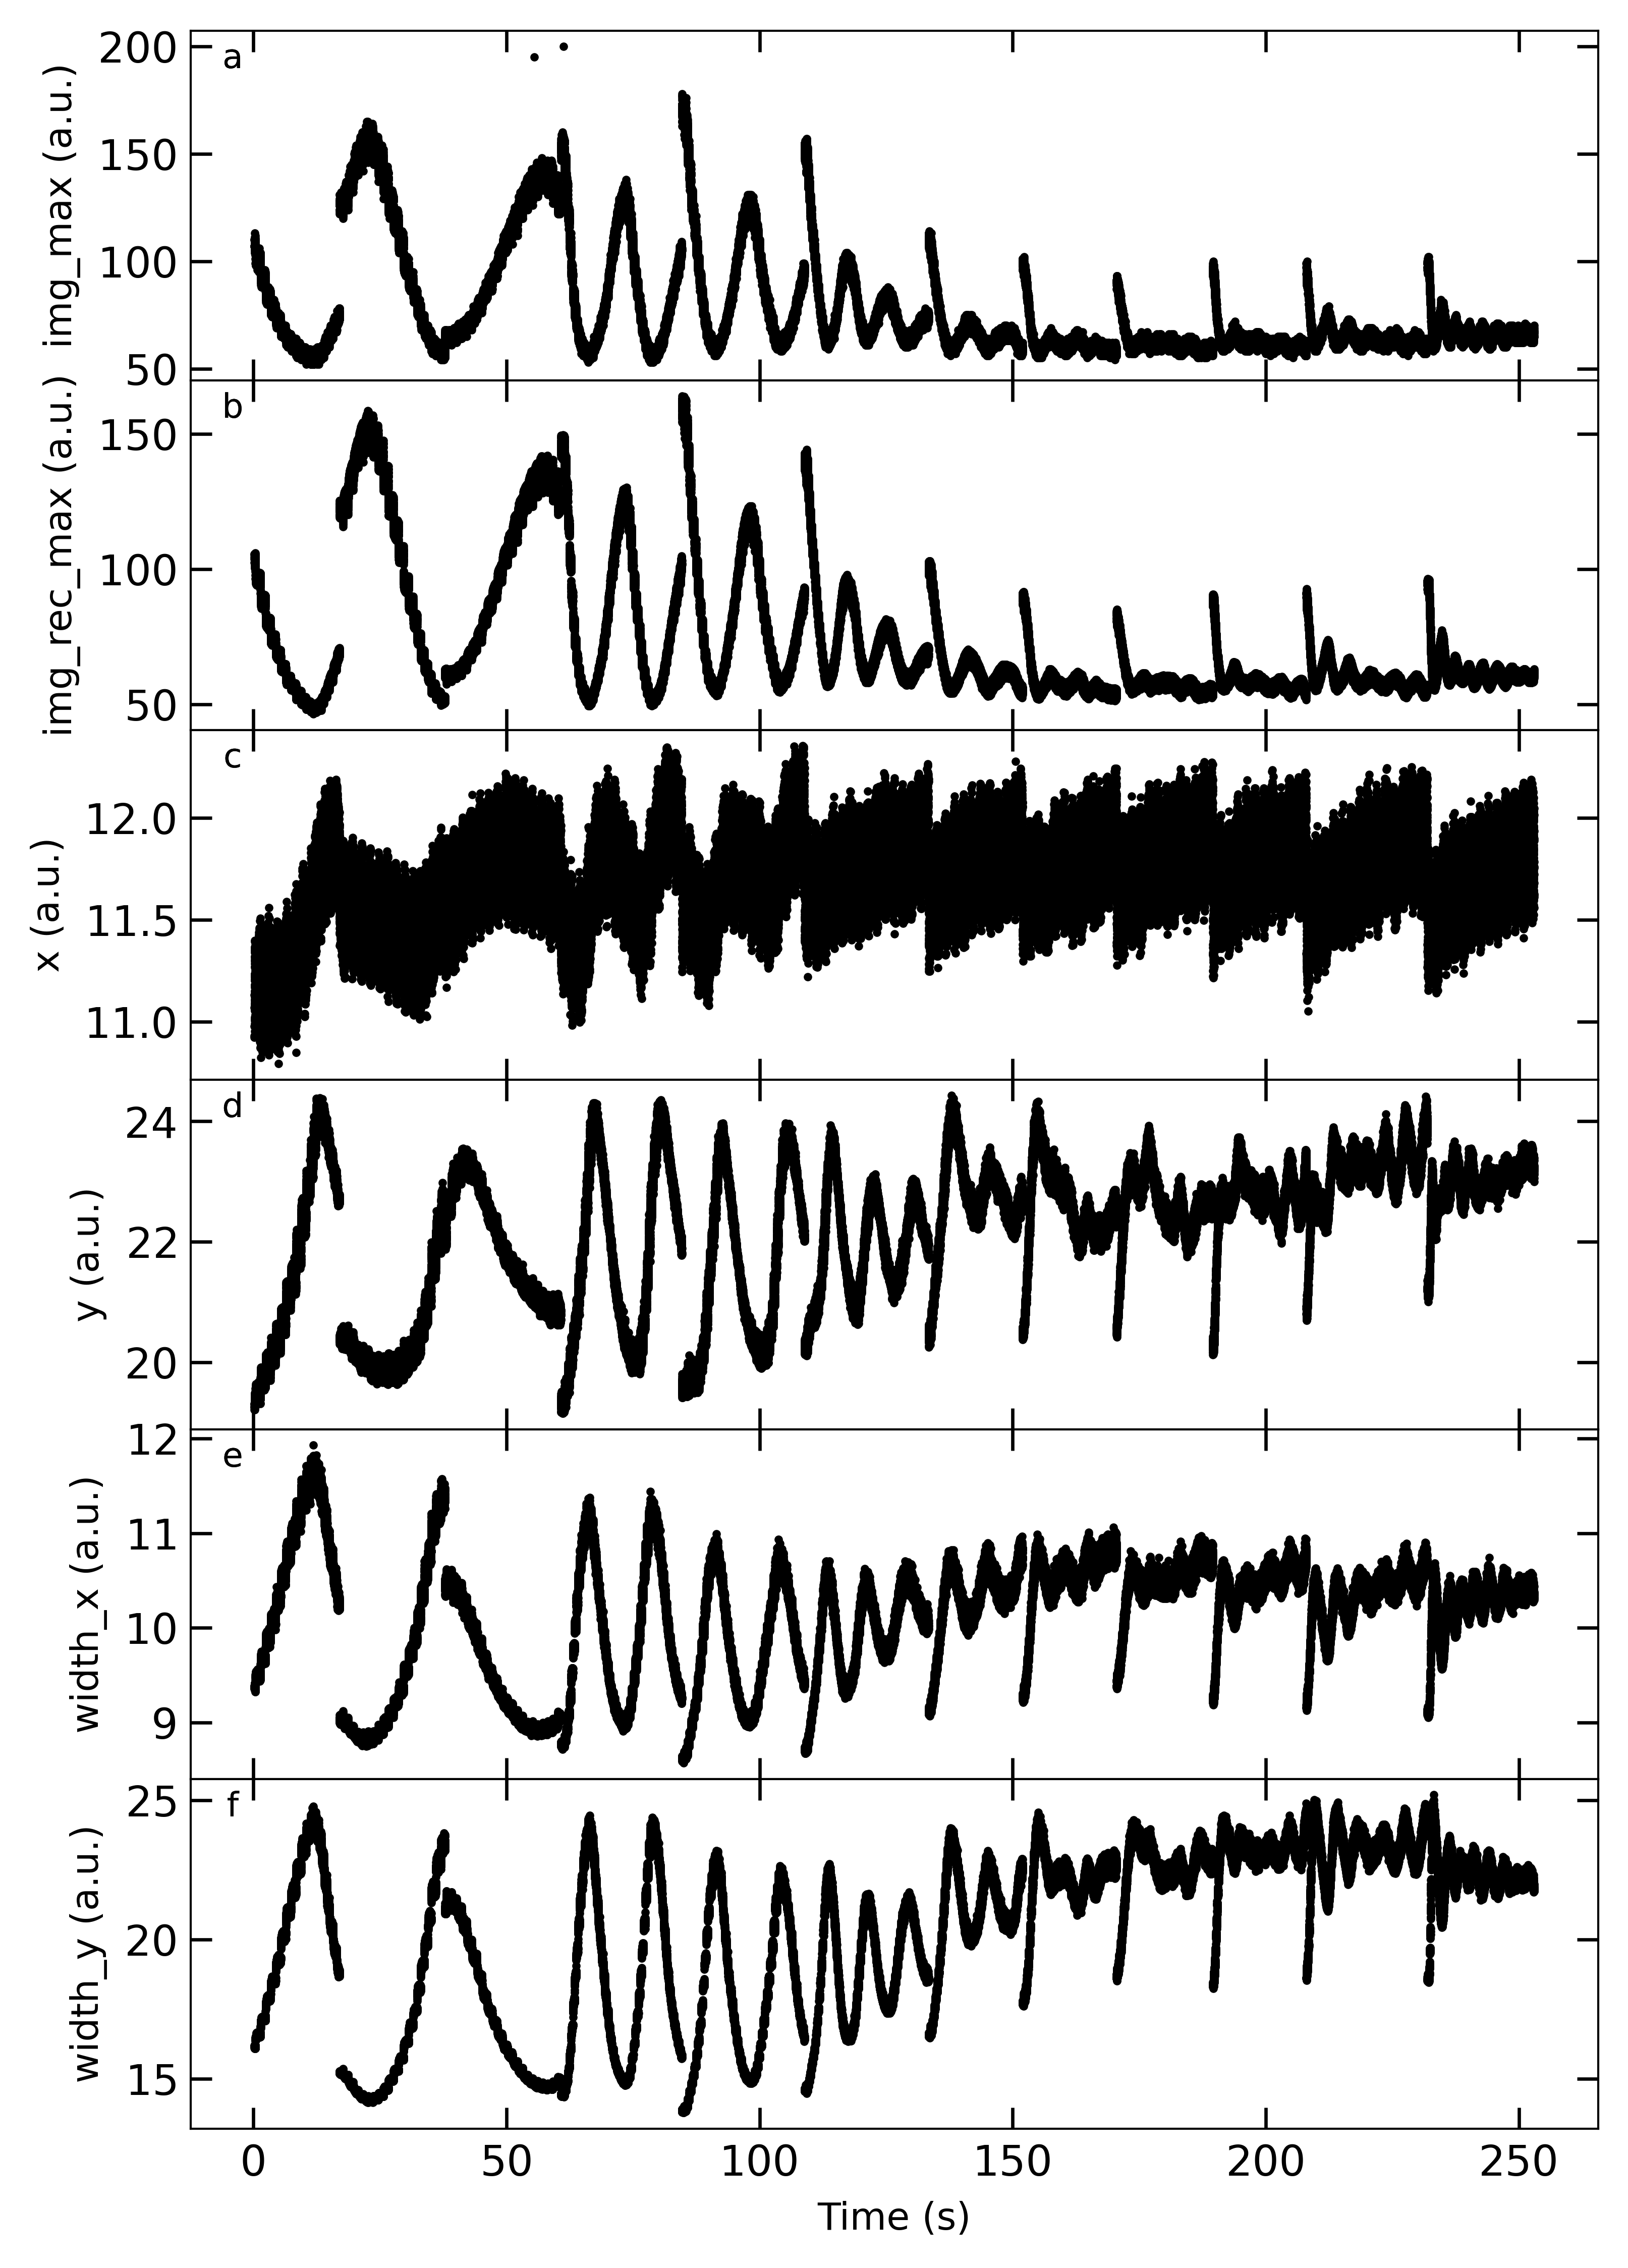 a
img_max (a.u.)
200
150
100
50
b
img_rec_max (a.u.)
150
100
50
c
x (a.u.)
12.0
11.5
11.0
d
y (a.u.)
24
22
20
e
width_x (a.u.)
12
11
10
9
f
width_y (a.u.)
25
20
15
0 50 100 150 200 250
Time (s)